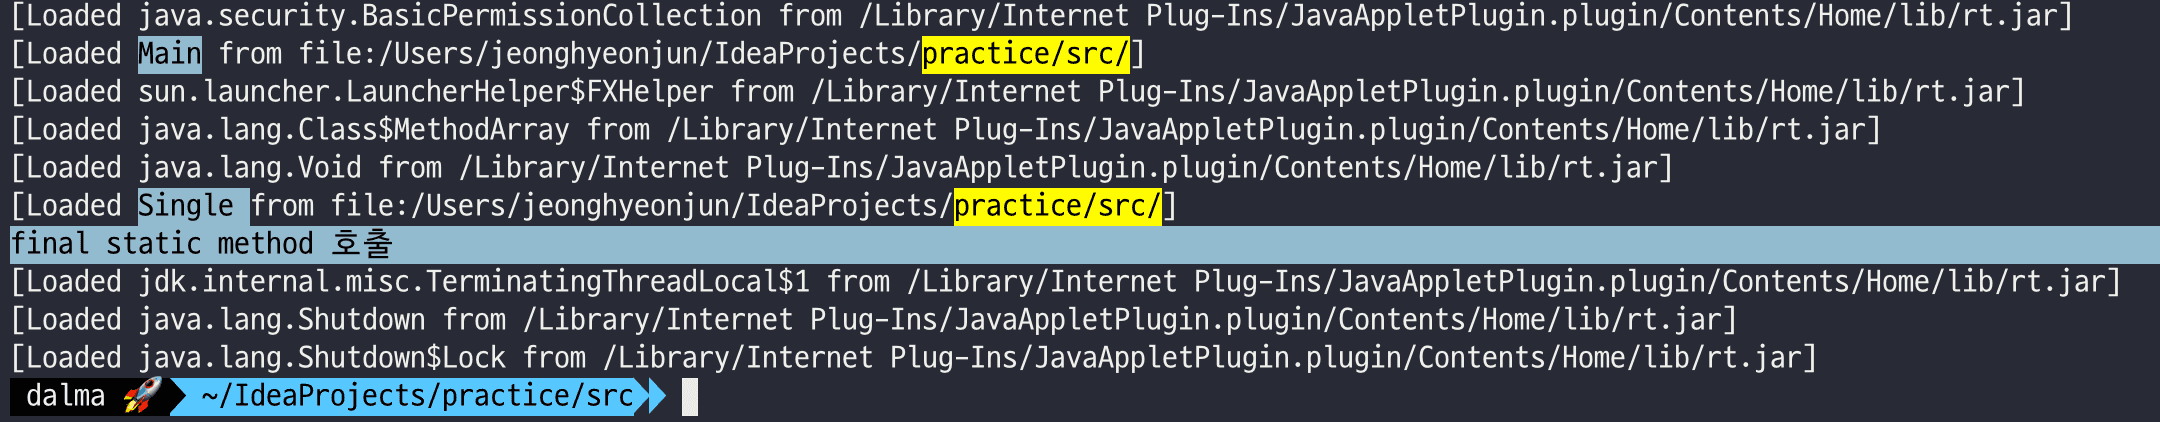 [Loaded java.security.BasicPermissionCollection from /Library/Internet Plug-Ins/JavaAppletPlugin.plugin/Contents/Home/lib/rt.jar]
[Loaded Main from file:/Users/jeonghyeonjun/IdeaProjects/practice/src/]
[Loaded sun.launcher.LauncherHelper$FXHelper from /Library/Internet Plug-Ins/JavaAppletPlugin.plugin/Contents/Home/lib/rt.jar]
[Loaded java.lang.Class$MethodArray from /Library/Internet Plug-Ins/JavaAppletPlugin.plugin/Contents/Home/lib/rt.jar]
[Loaded java.lang.Void from /Library/Internet Plug-Ins/JavaAppletPlugin.plugin/Contents/Home/lib/rt.jar]
[Loaded Single from file:/Users/jeonghyeonjun/IdeaProjects/practice/src/]
final static method 호출
[Loaded jdk.internal.misc.TerminatingThreadLocal$1 from /Library/Internet Plug-Ins/JavaAppletPlugin.plugin/Contents/Home/lib/rt.jar]
[Loaded java.lang.Shutdown from /Library/Internet Plug-Ins/JavaAppletPlugin.plugin/Contents/Home/lib/rt.jar]
[Loaded java.lang.Shutdown$Lock from /Library/Internet Plug-Ins/JavaAppletPlugin.plugin/Contents/Home/lib/rt.jar]
dalma 🚀 ~/IdeaProjects/practice/src